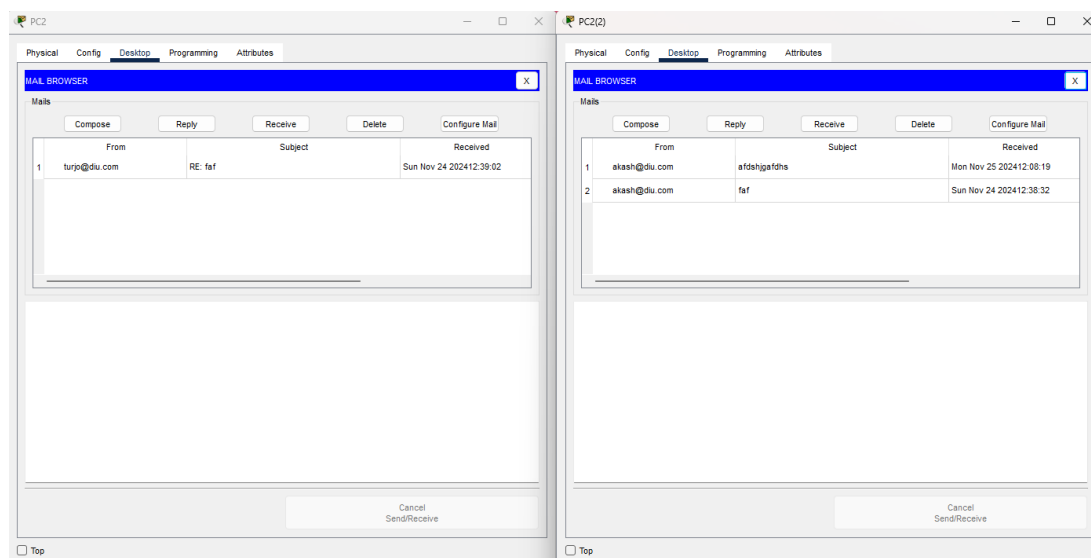 PC2
Physical Config Desktop Programming Attributes
MAIL BROWSER X
Mails
Compose Reply Receive Delete Configure Mail
From Subject Received
1 turjo@diu.com RE: faf Sun Nov 24 202412:39:02
Cancel
Send/Receive
Top
PC2(2)
Physical Config Desktop Programming Attributes
MAIL BROWSER X
Mails
Compose Reply Receive Delete Configure Mail
From Subject Received
1 akash@diu.com afdshjgafdhs Mon Nov 25 202412:08:19
2 akash@diu.com faf Sun Nov 24 202412:38:32
Cancel
Send/Receive
Top